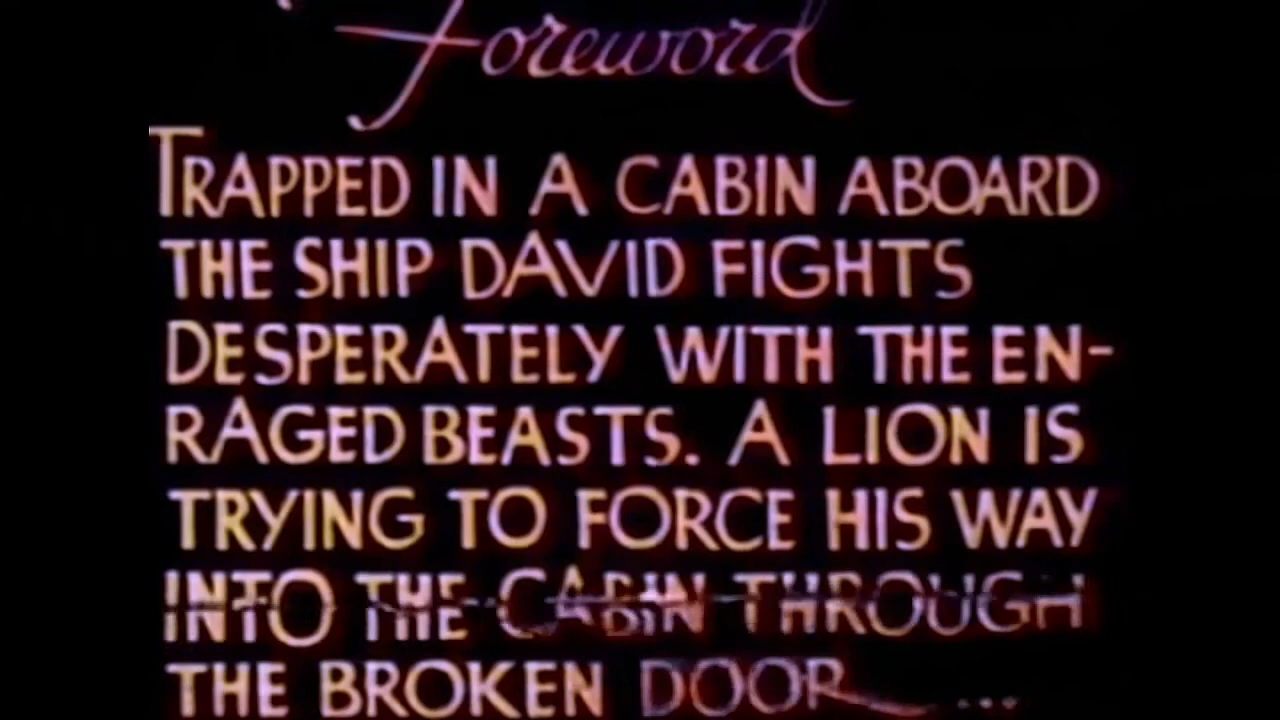 Foreword
TRAPPED IN A CABIN ABOARD
THE SHIP DAVID FIGHTS
DESPERATELY WITH THE EN-
RAGED BEASTS. A LION IS
TRYING TO FORCE HIS WAY
INTO THE CABIN THROUGH
THE BROKEN DOOR ...